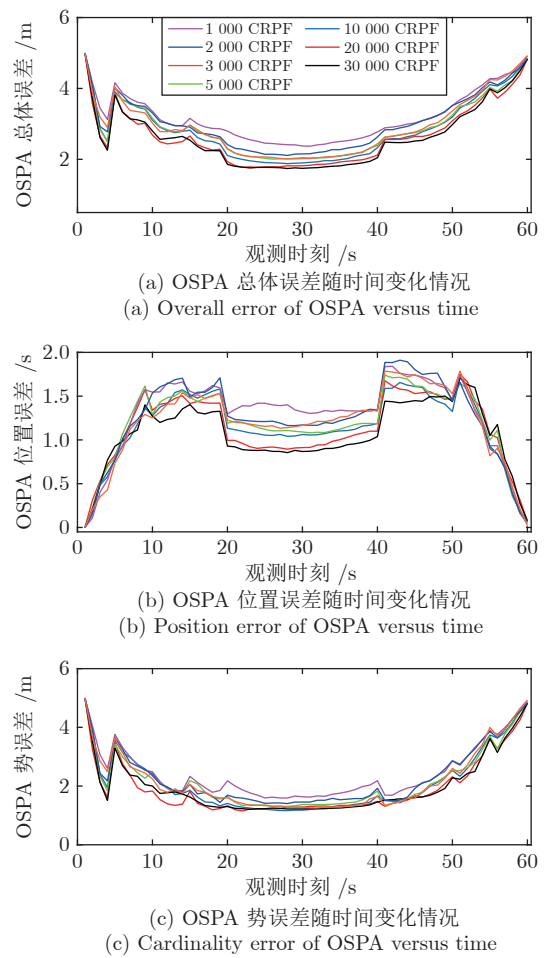 6
4
2
OSPA 总体误差 /m
1 000 CRPF
2 000 CRPF
3 000 CRPF
5 000 CRPF
10 000 CRPF
20 000 CRPF
30 000 CRPF
0 10 20 30 40 50 60
观测时刻 /s
(a) OSPA 总体误差随时间变化情况
(a) Overall error of OSPA versus time
2.0
1.5
1.0
0.5
0
OSPA 位置误差 /s
0 10 20 30 40 50 60
观测时刻 /s
(b) OSPA 位置误差随时间变化情况
(b) Position error of OSPA versus time
6
4
2
0
OSPA 势误差 /m
0 10 20 30 40 50 60
观测时刻 /s
(c) OSPA 势误差随时间变化情况
(c) Cardinality error of OSPA versus time